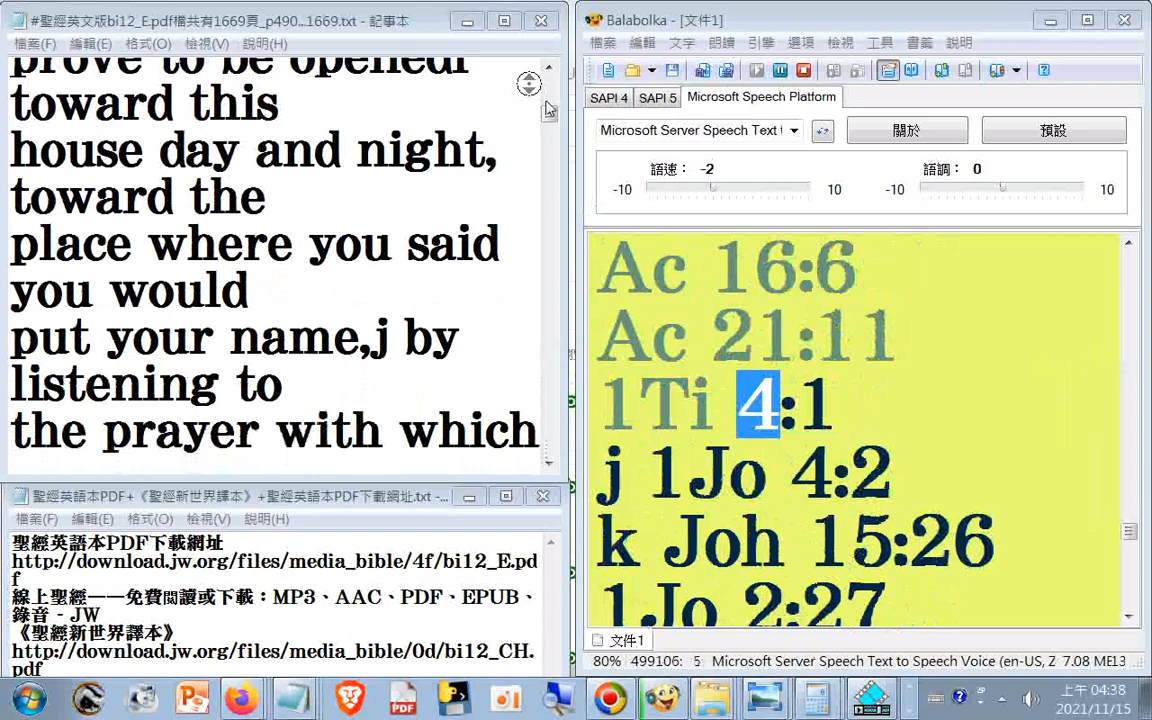 #聖經英文版bi12_E.pdf檔共有1669頁_p490...1669.txt - 記事本
檔案(F) 編輯(E) 格式(O) 檢視(V) 說明(H)
prove to be opened
toward this
house day and night,
toward the
place where you said
you would
put your name,j by
listening to
the prayer with which
聖經英語本PDF+《聖經新世界譯本》+聖經英語本PDF下載網址.txt - ...
檔案(F) 編輯(E) 格式(O) 檢視(V) 說明(H)
聖經英語本PDF下載網址
http://download.jw.org/files/media_bible/4f/bi12_E.pd
f
線上聖經──免費閱讀或下載：MP3、AAC、PDF、EPUB、
錄音 - JW
《聖經新世界譯本》
http://download.jw.org/files/media_bible/0d/bi12_CH.
pdf
Balabolka - [文件1]
檔案 編輯 文字 朗讀 引擎 選項 檢視 工具 書籤 說明
SAPI 4 SAPI 5 Microsoft Speech Platform
Microsoft Server Speech Text 關於 預設
語速： -2 語調： 0
-10 10 -10 10
Ac 16:6
Ac 21:11
1Ti 4:1
j 1Jo 4:2
k Joh 15:26
1Jo 2:27
文件1
80% 499106: 5 Microsoft Server Speech Text to Speech Voice (en-US, Z 7.08 ME13
上午 04:38
2021/11/15